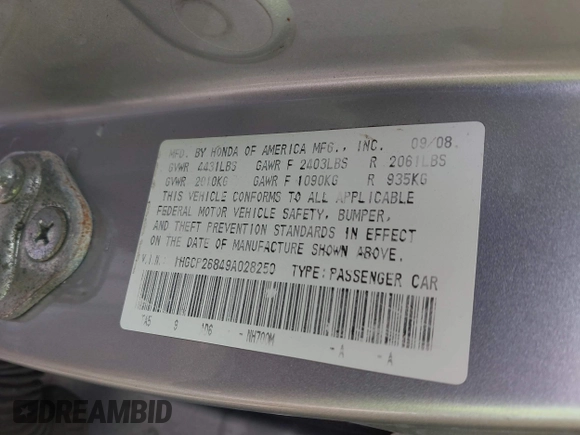 MFD. BY HONDA OF AMERICA MFG., INC. 09/08
GVWR 4431LBS GAWR F 2403LBS R 2061LBS
GVWR 2010KG GAWR F 1090KG R 935KG
THIS VEHICLE CONFORMS TO ALL APPLICABLE
FEDERAL MOTOR VEHICLE SAFETY, BUMPER,
AND THEFT PREVENTION STANDARDS IN EFFECT
ON THE DATE OF MANUFACTURE SHOWN ABOVE.
V.I.N.: 1HGCP26849A028250 TYPE: PASSENGER CAR
NH700M -A -A
DREAMBID